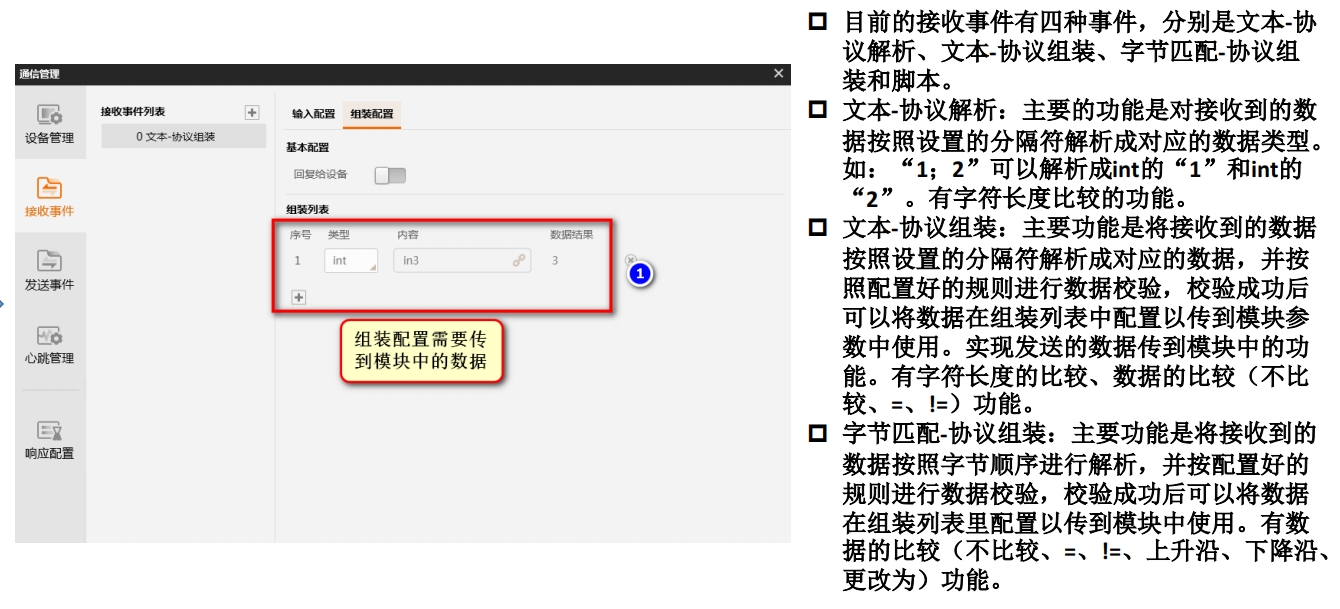 通信管理
设备管理
接收事件
发送事件
心跳管理
响应配置
接收事件列表
0 文本-协议组装
输入配置 组装配置
基本配置
回复给设备
组装列表
序号 类型 内容 数据结果
1 int in3 3
1
组装配置需要传
到模块中的数据
目前的接收事件有四种事件，分别是文本-协
议解析、文本-协议组装、字节匹配-协议组
装和脚本。
文本-协议解析：主要的功能是对接收到的数
据按照设置的分隔符解析成对应的数据类型。
如：“1；2”可以解析成int的“1”和int的
“2”。有字符长度比较的功能。
文本-协议组装：主要功能是将接收到的数据
按照设置的分隔符解析成对应的数据，并按
照配置好的规则进行数据校验，校验成功后
可以将数据在组装列表中配置以传到模块参
数中使用。实现发送的数据传到模块中的功
能。有字符长度的比较、数据的比较（不比
较、=、!=）功能。
字节匹配-协议组装：主要功能是将接收到的
数据按照字节顺序进行解析，并按配置好的
规则进行数据校验，校验成功后可以将数据
在组装列表里配置以传到模块中使用。有数
据的比较（不比较、=、!=、上升沿、下降沿、
更改为）功能。